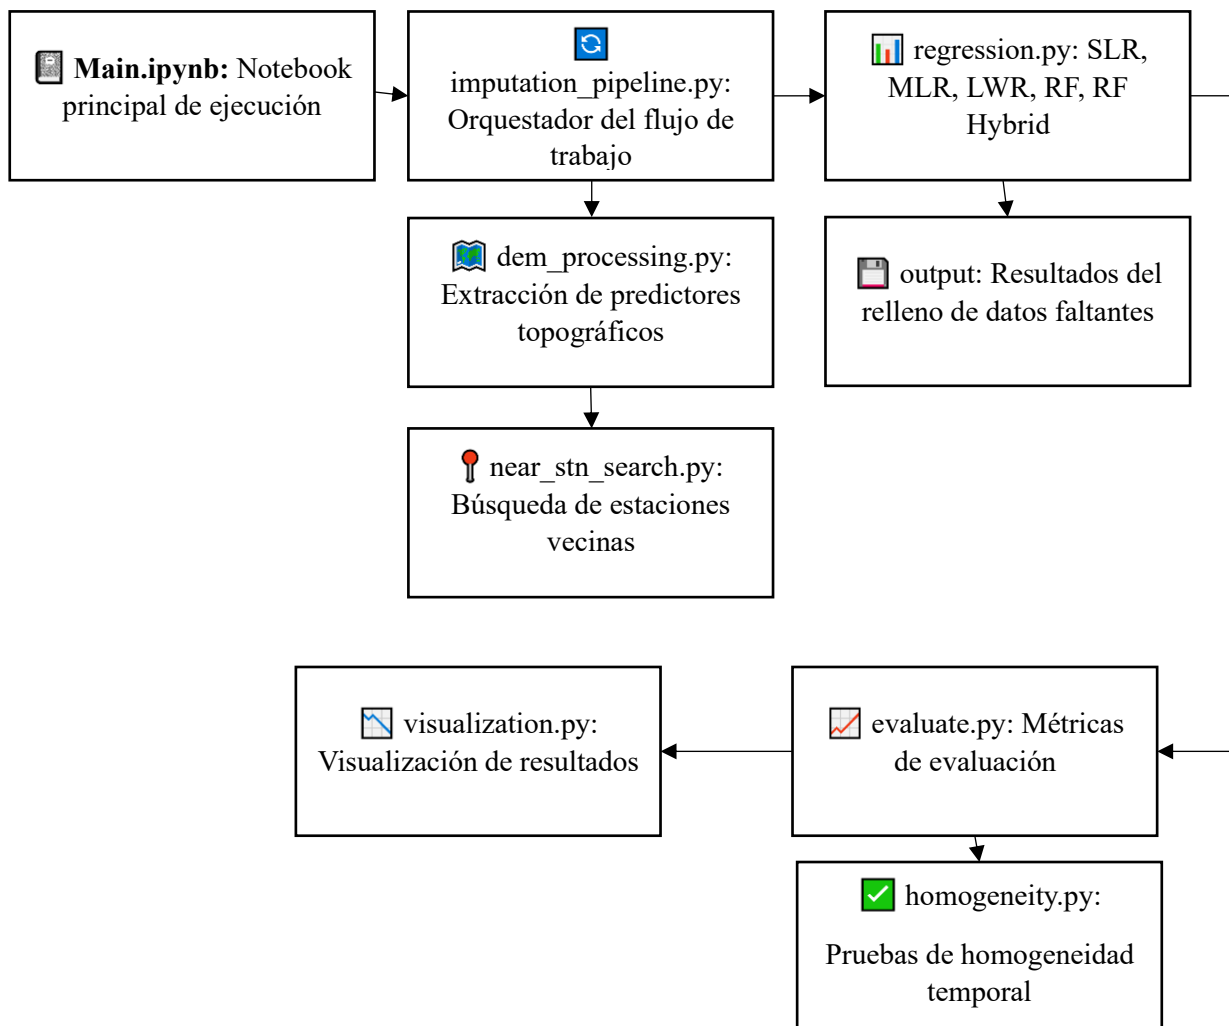 📓 Main.ipynb: Notebook
principal de ejecución
🔄
imputation_pipeline.py:
Orquestador del flujo de
trabajo
📊 regression.py: SLR,
MLR, LWR, RF, RF
Hybrid
🗺️ dem_processing.py:
Extracción de predictores
topográficos
💾 output: Resultados del
relleno de datos faltantes
📍 near_stn_search.py:
Búsqueda de estaciones
vecinas
📉 visualization.py:
Visualización de resultados
📈 evaluate.py: Métricas
de evaluación
✅ homogeneity.py:
Pruebas de homogeneidad
temporal